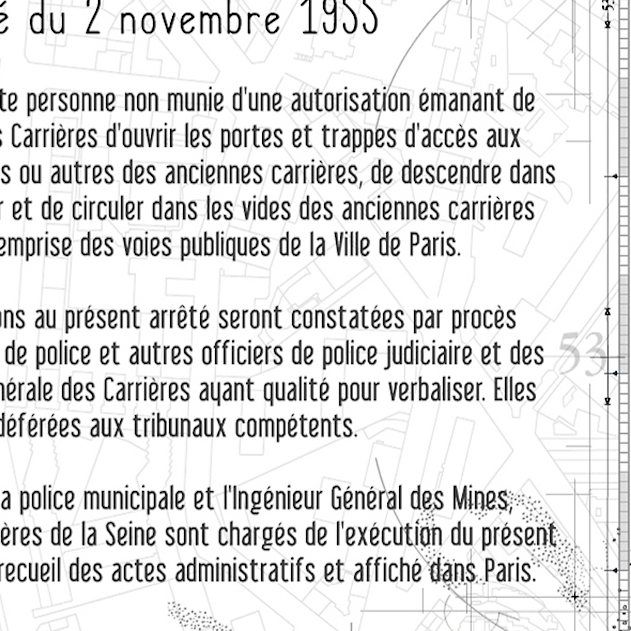 du 2 novembre 1955
te personne non munie d'une autorisation émanant de
s Carrières d'ouvrir les portes et trappes d'accès aux
s ou autres des anciennes carrières, de descendre dans
r et de circuler dans les vides des anciennes carrières
emprise des voies publiques de la Ville de Paris.
ons au présent arrêté seront constatées par procès
de police et autres officiers de police judiciaire et des
53
nérale des Carrières ayant qualité pour verbaliser. Elles
déférées aux tribunaux compétents.
a police municipale et l'Ingénieur Général des Mines,
ères de la Seine sont chargés de l'exécution du présent
recueil des actes administratifs et affiché dans Paris.